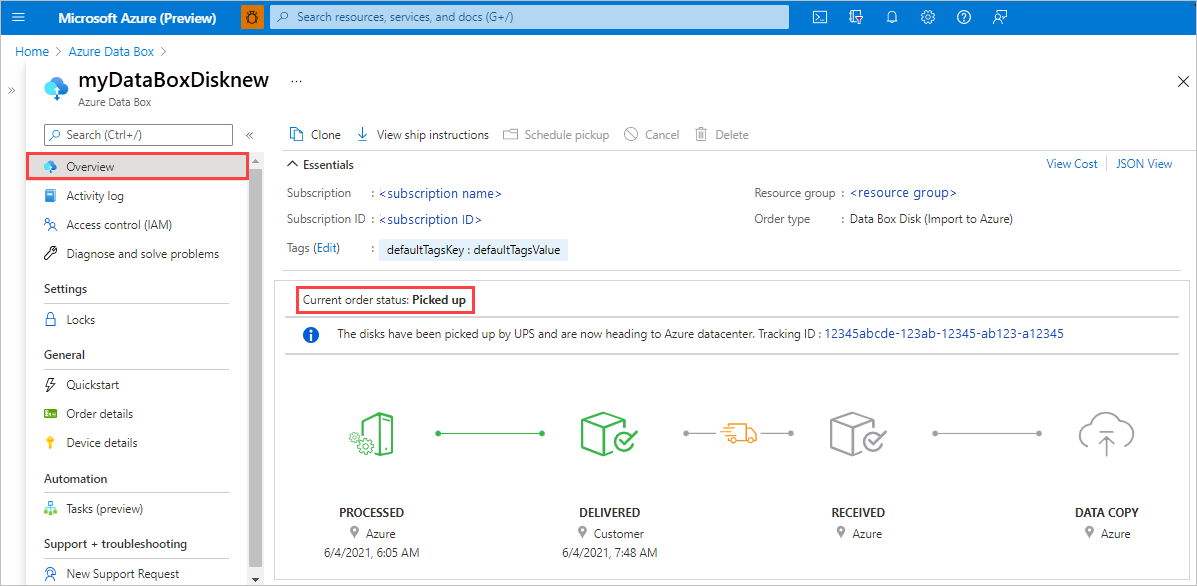 Microsoft Azure (Preview)
Search resources, services, and docs (G+/)
Home > Azure Data Box >
»
myDataBoxDisknew ...
Azure Data Box
Search (Ctrl+/)
«
Overview
Activity log
Access control (IAM)
Diagnose and solve problems
Settings
Locks
General
Quickstart
Order details
Device details
Automation
Tasks (preview)
Support + troubleshooting
New Support Request
Clone View ship instructions Schedule pickup Cancel Delete
Essentials
View Cost JSON View
Subscription : <subscription name>
Resource group : <resource group>
Subscription ID : <subscription ID>
Order type : Data Box Disk (Import to Azure)
Tags (Edit) : defaultTagsKey : defaultTagsValue
Current order status: Picked up
The disks have been picked up by UPS and are now heading to Azure datacenter. Tracking ID : 12345abcde-123ab-12345-ab123-a12345
PROCESSED DELIVERED RECEIVED DATA COPY
Azure Customer Azure Azure
6/4/2021, 6:05 AM 6/4/2021, 7:48 AM